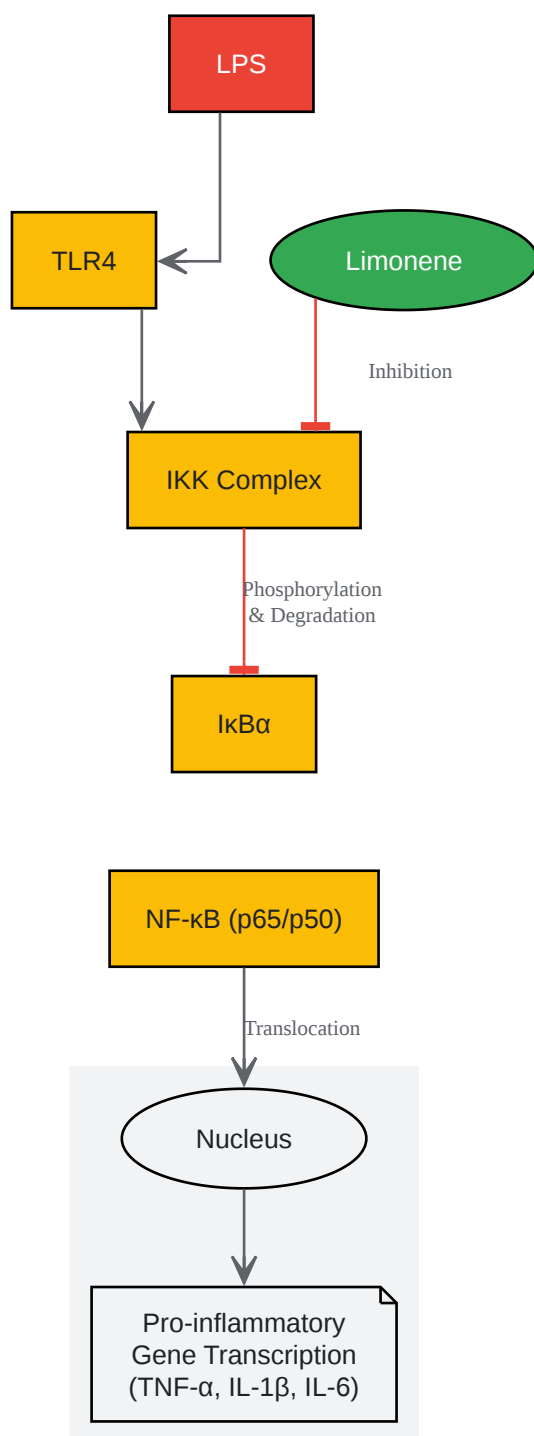 LPS
TLR4
Limonene
Inhibition
IKK Complex
Phosphorylation
& Degradation
IκBα
NF-κB (p65/p50)
Translocation
Nucleus
Pro-inflammatory
Gene Transcription
(TNF-α, IL-1β, IL-6)